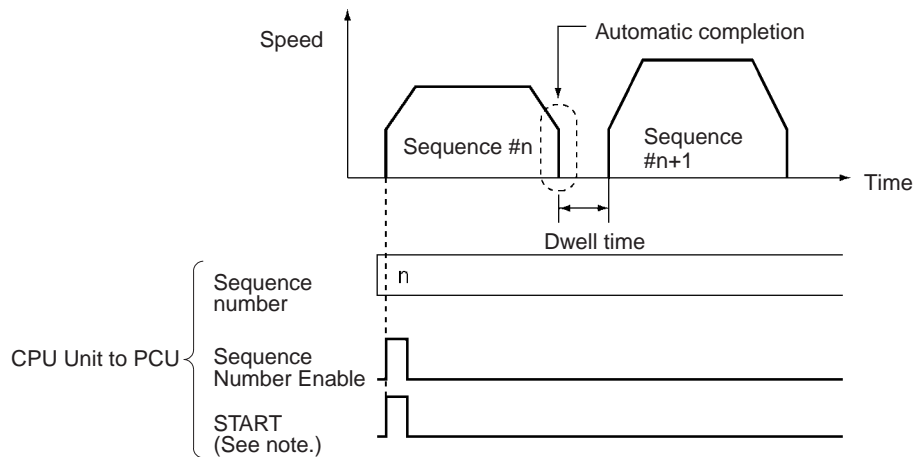 Speed
Automatic completion
Sequence #n
Sequence
#n+1
Time
Dwell time
Sequence
number
n
CPU Unit to PCU
Sequence
Number Enable
START
(See note.)